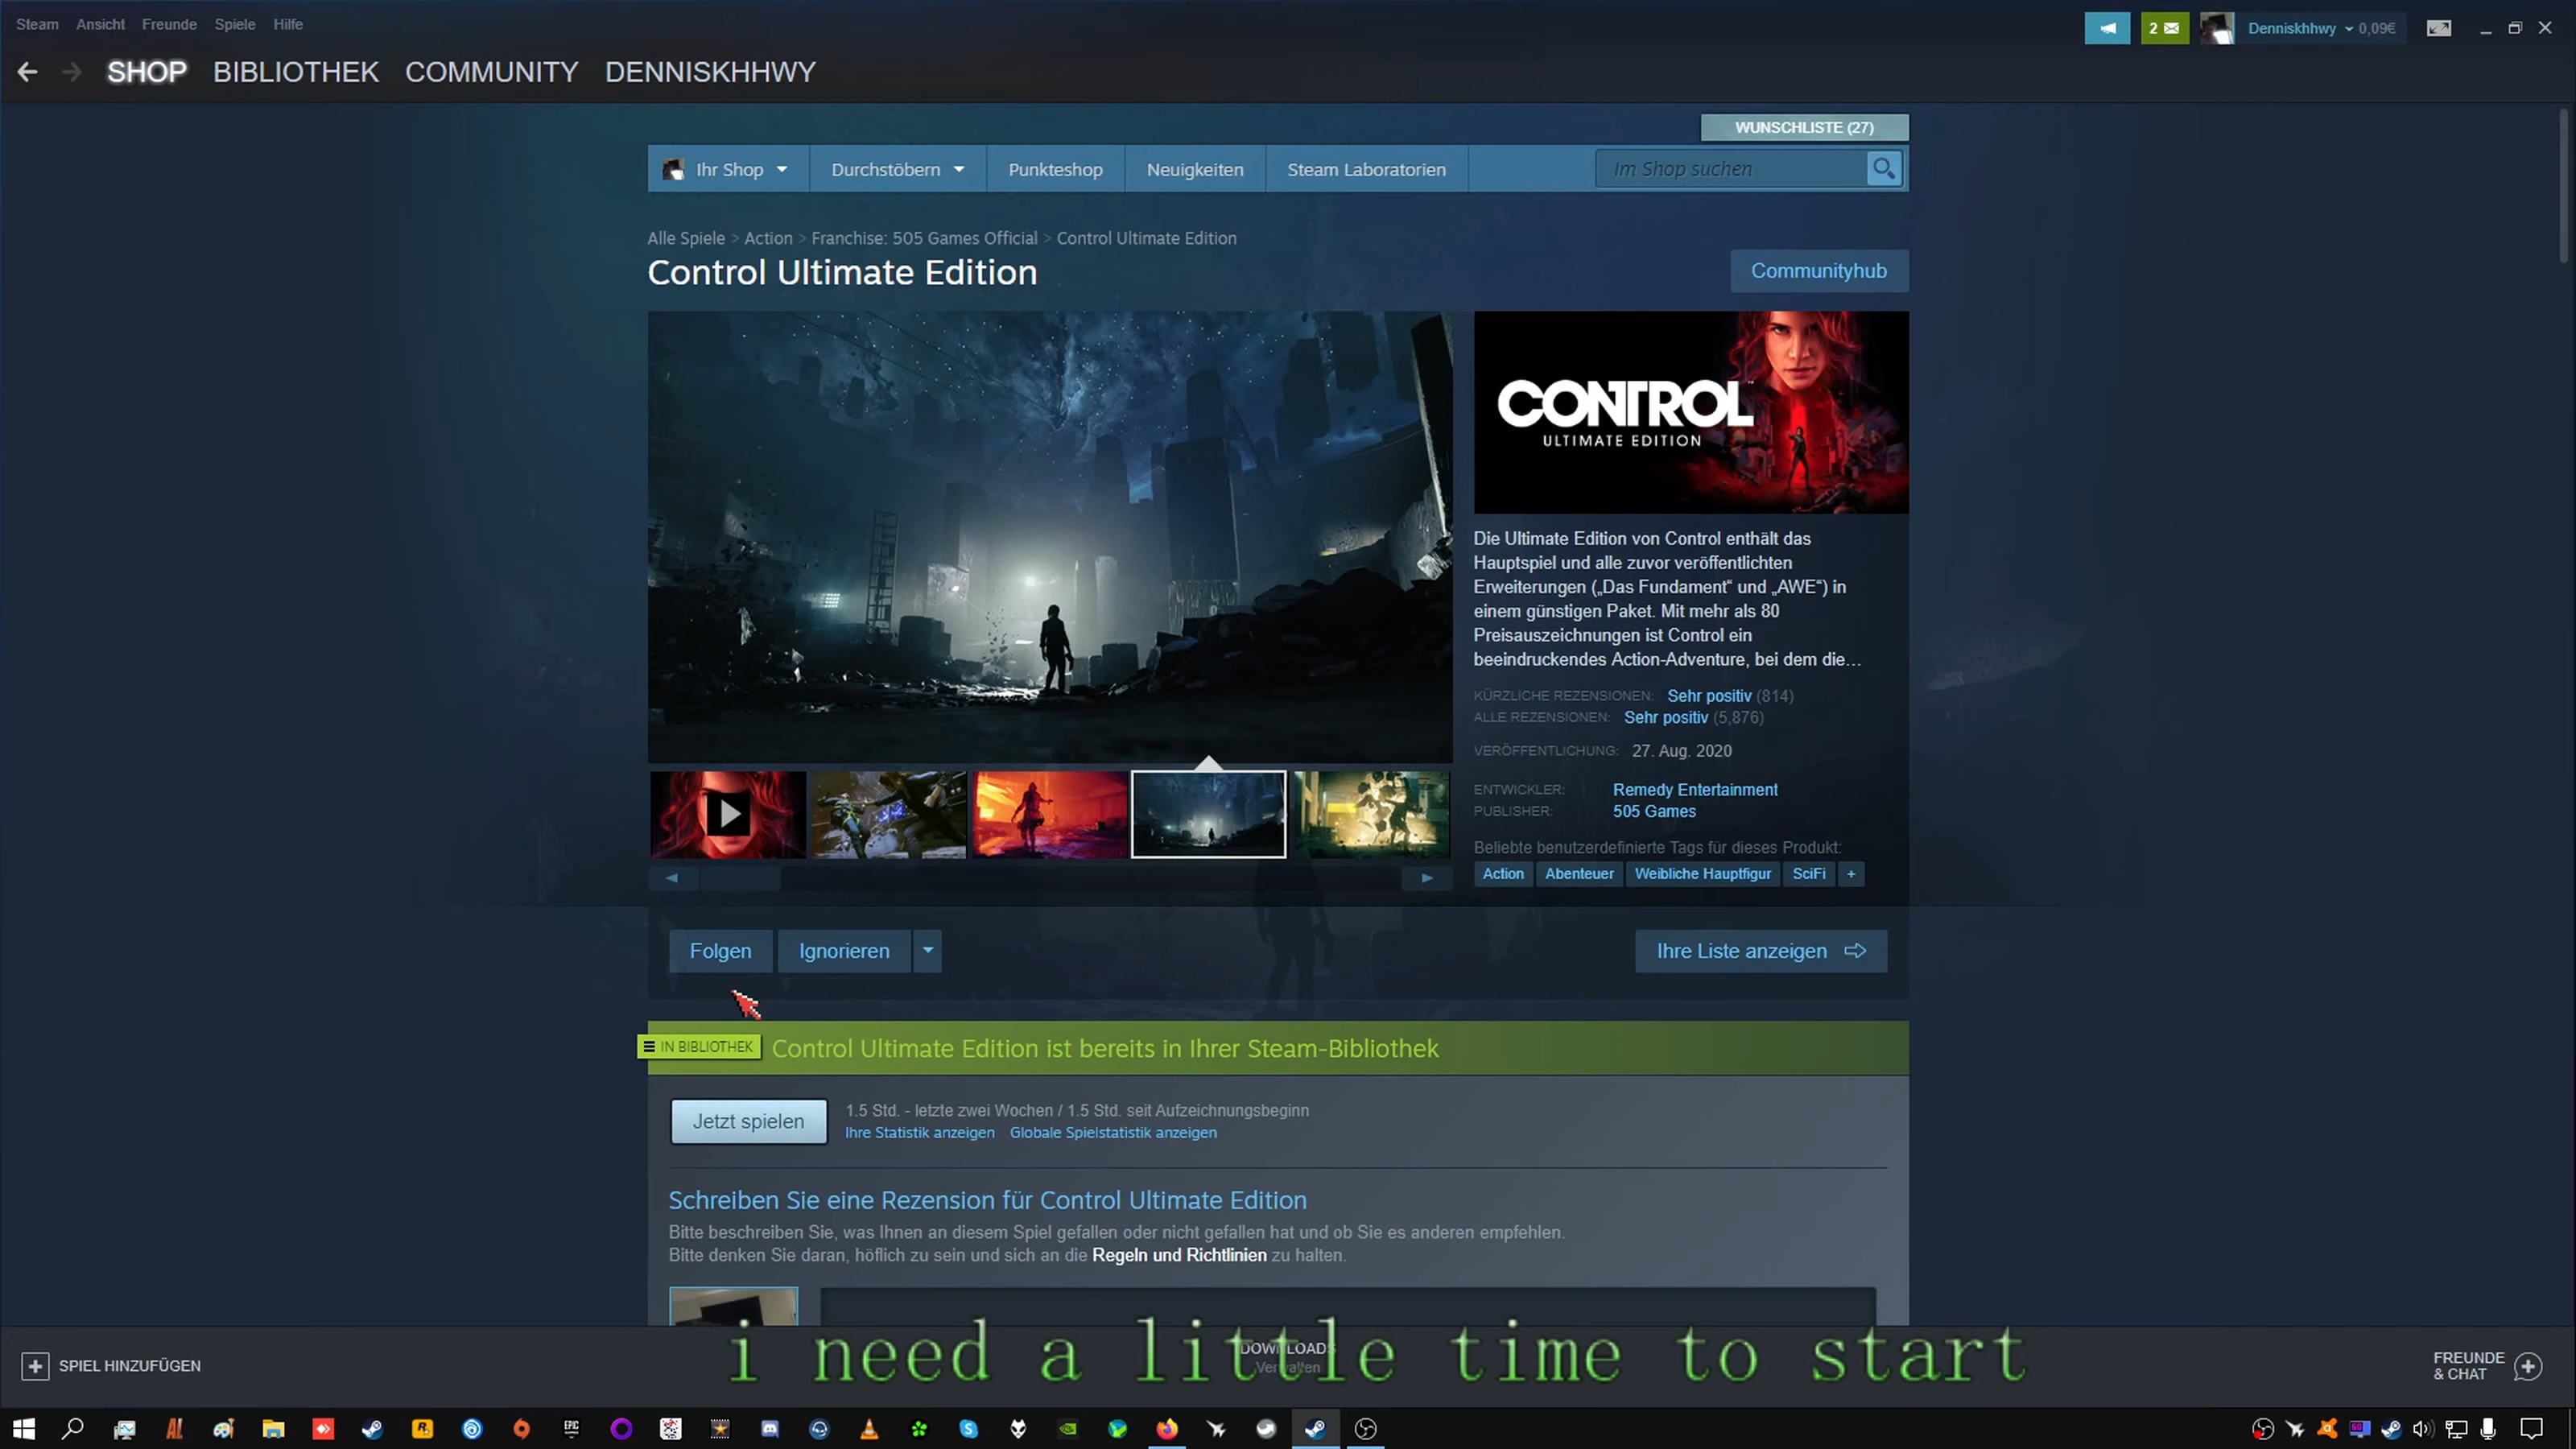 Steam Ansicht Freunde Spiele Hilfe
2 Denniskhhwy 0,09€
SHOP BIBLIOTHEK COMMUNITY DENNISKHHWY
WUNSCHLISTE (27)
Ihr Shop Durchstöbern Punkteshop Neuigkeiten Steam Laboratorien Im Shop suchen
Alle Spiele > Action > Franchise: 505 Games Official > Control Ultimate Edition
Control Ultimate Edition
Communityhub
CONTROL
ULTIMATE EDITION
Die Ultimate Edition von Control enthält das
Hauptspiel und alle zuvor veröffentlichten
Erweiterungen („Das Fundament“ und „AWE“) in
einem günstigen Paket. Mit mehr als 80
Preisauszeichnungen ist Control ein
beeindruckendes Action-Adventure, bei dem die...
KÜRZLICHE REZENSIONEN: Sehr positiv (814)
ALLE REZENSIONEN: Sehr positiv (5,876)
VERÖFFENTLICHUNG: 27. Aug. 2020
ENTWICKLER: Remedy Entertainment
PUBLISHER: 505 Games
Beliebte benutzerdefinierte Tags für dieses Produkt:
Action Abenteuer Weibliche Hauptfigur SciFi +
Folgen Ignorieren Ihre Liste anzeigen
IN BIBLIOTHEK Control Ultimate Edition ist bereits in Ihrer Steam-Bibliothek
Jetzt spielen
1.5 Std. - letzte zwei Wochen / 1.5 Std. seit Aufzeichnungsbeginn
Ihre Statistik anzeigen Globale Spielstatistik anzeigen
Schreiben Sie eine Rezension für Control Ultimate Edition
Bitte beschreiben Sie, was Ihnen an diesem Spiel gefallen oder nicht gefallen hat und ob Sie es anderen empfehlen.
Bitte denken Sie daran, höflich zu sein und sich an die Regeln und Richtlinien zu halten.
i need a little time to start
SPIEL HINZUFÜGEN
DOWNLOADS
Verwalten
FREUNDE
& CHAT
EPIC